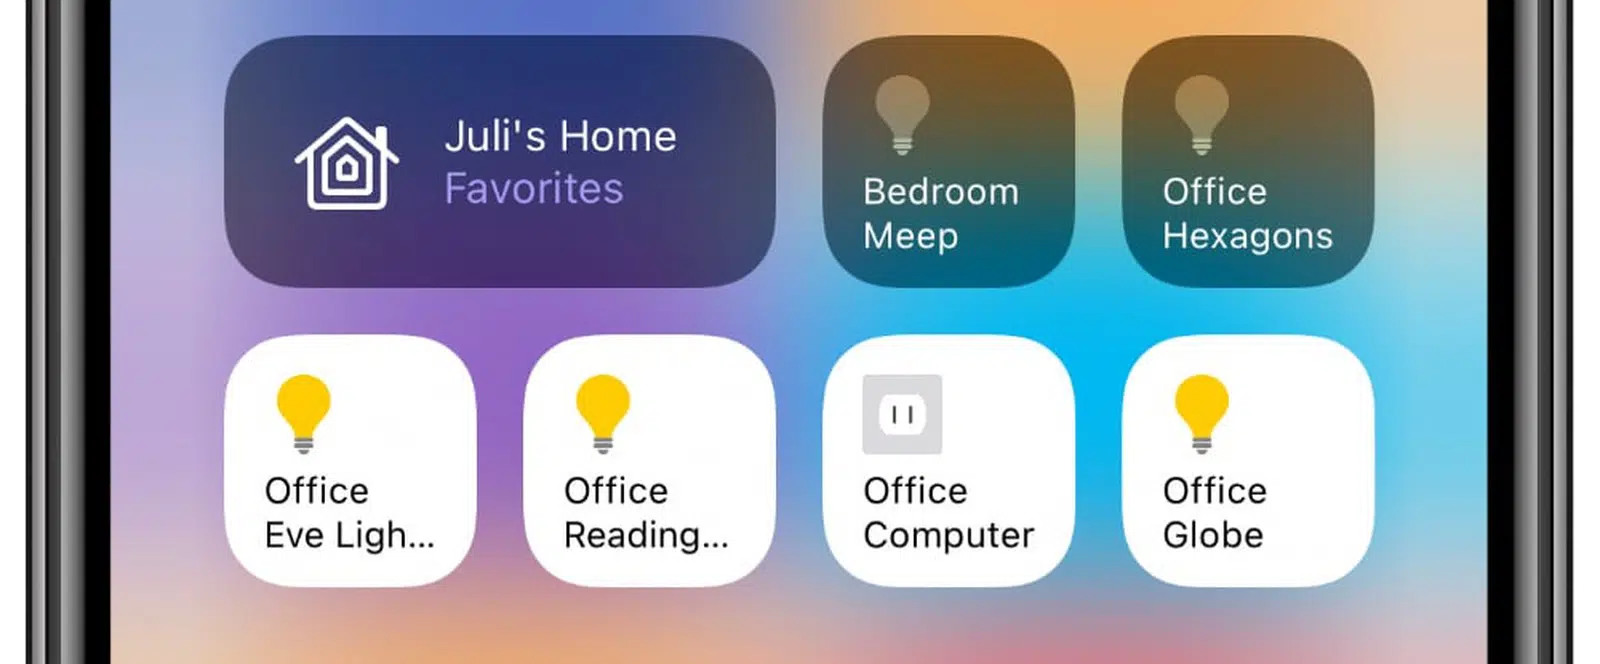 Juli's Home
Favorites
Bedroom
Meep
Office
Hexagons
Office
Eve Ligh...
Office
Reading...
Office
Computer
Office
Globe